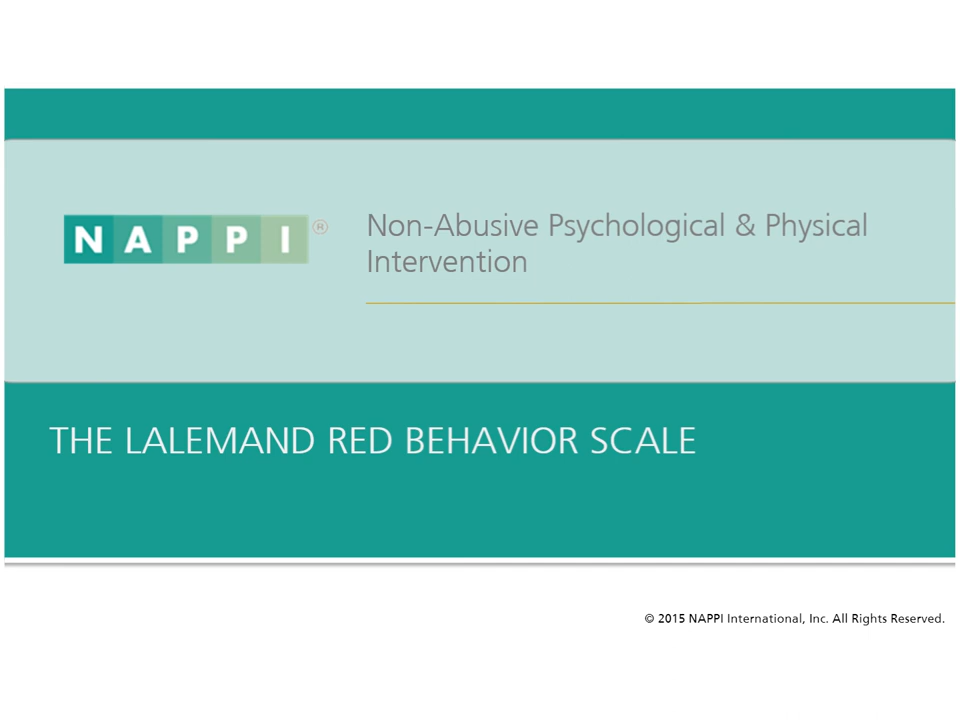 NAPPI®
Non-Abusive Psychological & Physical
Intervention
THE LALEMAND RED BEHAVIOR SCALE
© 2015 NAPPI International, Inc. All Rights Reserved.